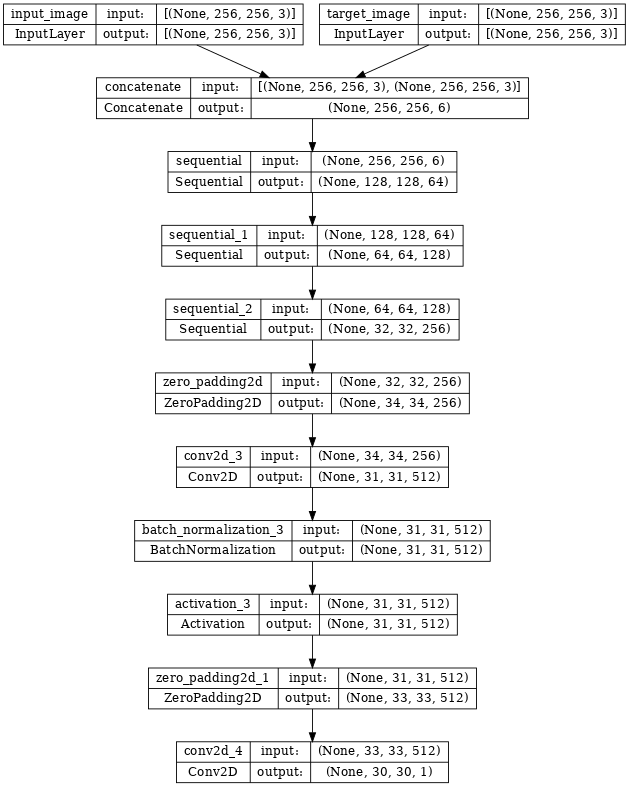 input_image input: [(None, 256, 256, 3)] target_image input: [(None, 256, 256, 3)]
InputLayer output: [(None, 256, 256, 3)] InputLayer output: [(None, 256, 256, 3)]
concatenate input: [(None, 256, 256, 3), (None, 256, 256, 3)]
Concatenate output: (None, 256, 256, 6)
sequential input: (None, 256, 256, 6)
Sequential output: (None, 128, 128, 64)
sequential_1 input: (None, 128, 128, 64)
Sequential output: (None, 64, 64, 128)
sequential_2 input: (None, 64, 64, 128)
Sequential output: (None, 32, 32, 256)
zero_padding2d input: (None, 32, 32, 256)
ZeroPadding2D output: (None, 34, 34, 256)
conv2d_3 input: (None, 34, 34, 256)
Conv2D output: (None, 31, 31, 512)
batch_normalization_3 input: (None, 31, 31, 512)
BatchNormalization output: (None, 31, 31, 512)
activation_3 input: (None, 31, 31, 512)
Activation output: (None, 31, 31, 512)
zero_padding2d_1 input: (None, 31, 31, 512)
ZeroPadding2D output: (None, 33, 33, 512)
conv2d_4 input: (None, 33, 33, 512)
Conv2D output: (None, 30, 30, 1)